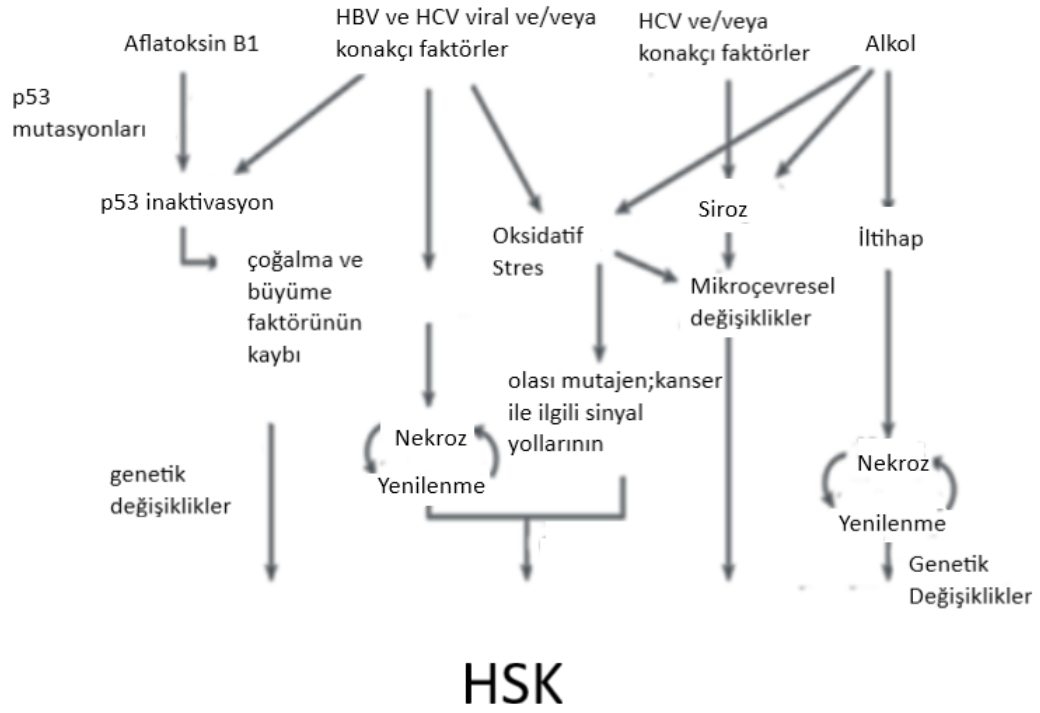 Aflatoksin B1
HBV ve HCV viral ve/veya
konakçı faktörler
HCV ve/veya
konakçı faktörler
Alkol
p53
mutasyonları
p53 inaktivasyon
çoğalma ve
büyüme
faktörünün
kaybı
Oksidatif
Stres
Siroz
İltihap
Mikroçevresel
değişiklikler
olası mutajen;kanser
ile ilgili sinyal
yollarının
genetik
değişiklikler
Nekroz
Yenilenme
Nekroz
Yenilenme
Genetik
Değişiklikler
HSK